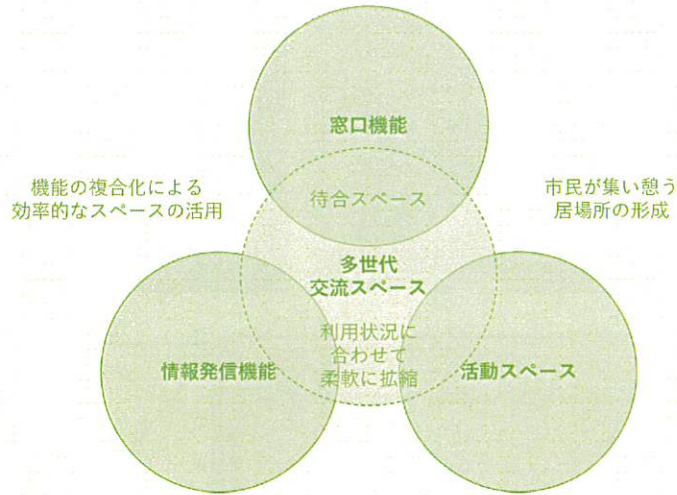 窓口機能
機能の複合化による
効率的なスペースの活用
待合スペース
市民が集い憩う
居場所の形成
多世代
交流スペース
利用状況に
合わせて
柔軟に拡縮
情報発信機能
活動スペース